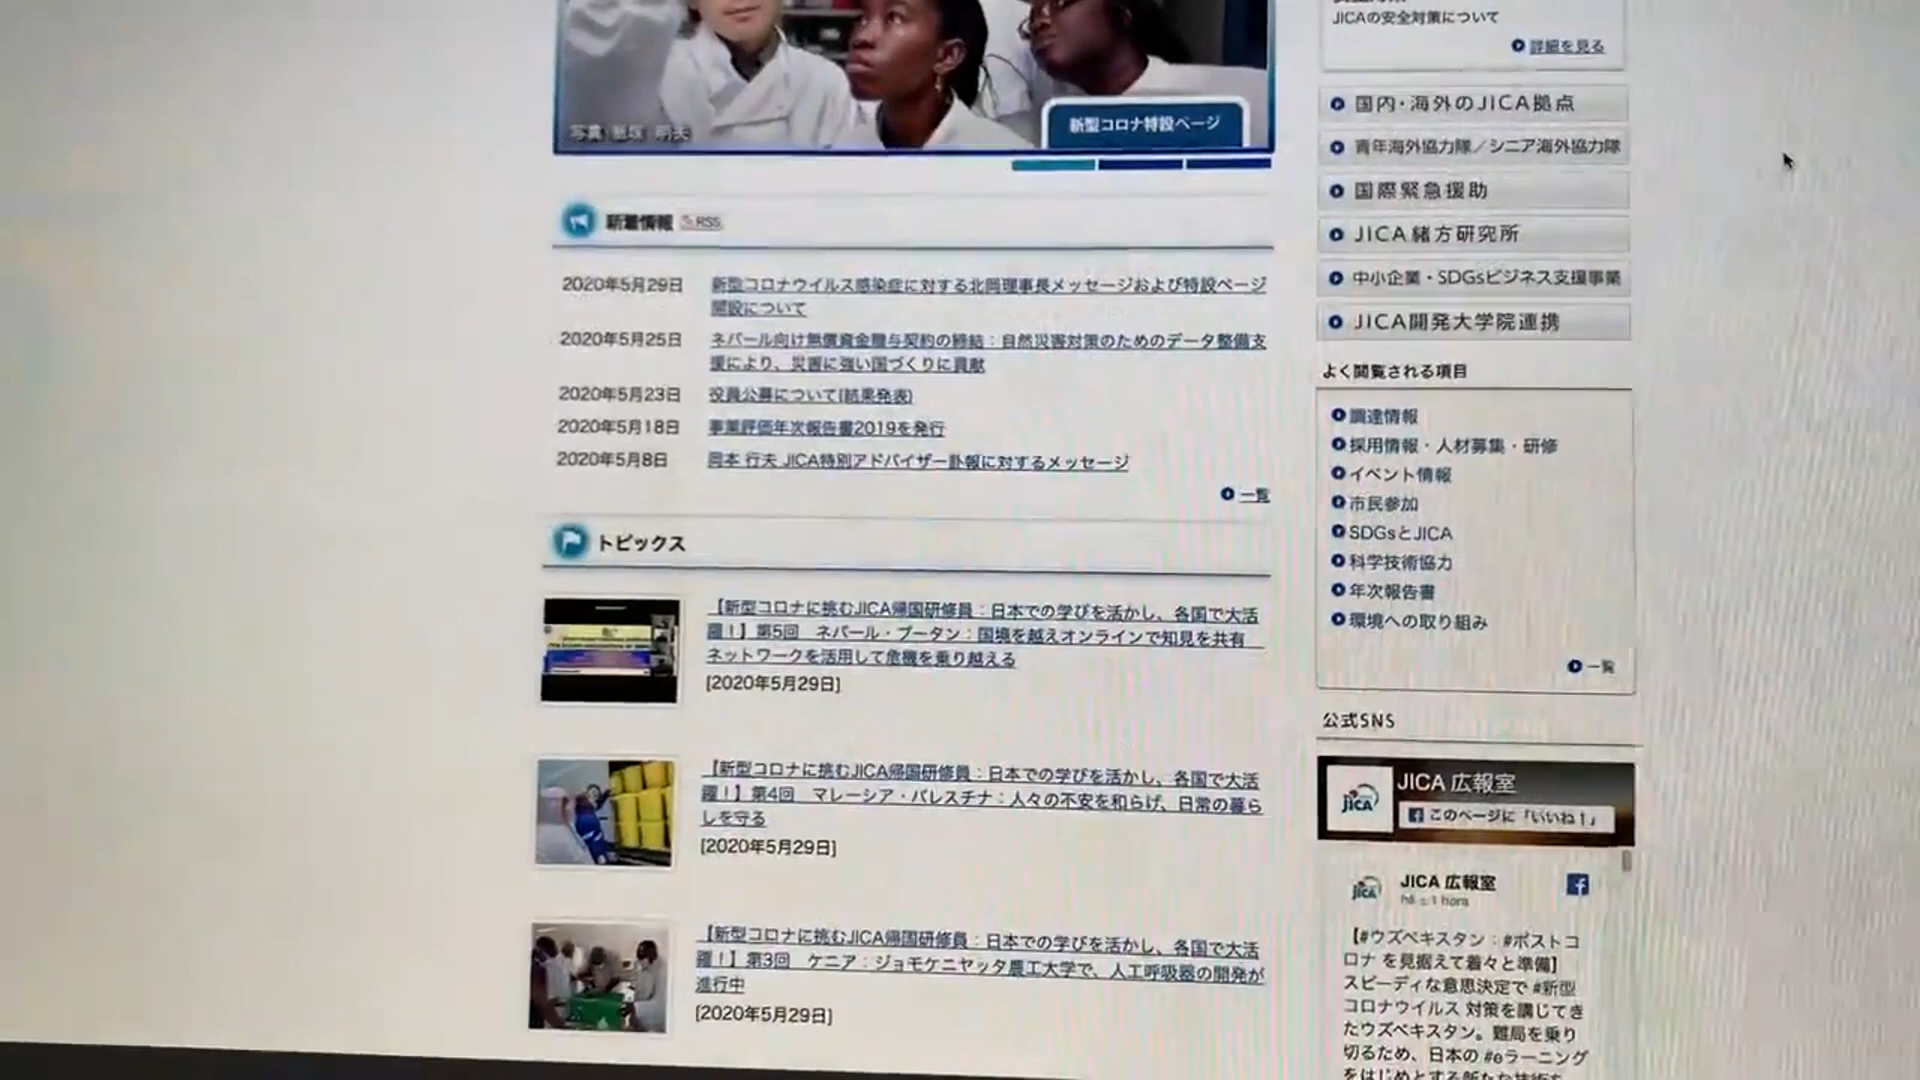 写真 飯塚 明夫
新型コロナ特設ページ
新着情報 RSS
2020年5月29日 新型コロナウイルス感染症に対する北岡理事長メッセージおよび特設ページ
開設について
2020年5月25日 ネパール向け無償資金贈与契約の締結：自然災害対策のためのデータ整備支
援により、災害に強い国づくりに貢献
2020年5月23日 役員公募について(結果発表)
2020年5月18日 事業評価年次報告書2019を発行
2020年5月8日 岡本 行夫 JICA特別アドバイザー訃報に対するメッセージ
一覧
トピックス
【新型コロナに挑むJICA帰国研修員：日本での学びを活かし、各国で大活
躍！】第5回　ネパール・ブータン：国境を越えオンラインで知見を共有
ネットワークを活用して危機を乗り越える
[2020年5月29日]
【新型コロナに挑むJICA帰国研修員：日本での学びを活かし、各国で大活
躍！】第4回　マレーシア・パレスチナ：人々の不安を和らげ、日常の暮ら
しを守る
[2020年5月29日]
【新型コロナに挑むJICA帰国研修員：日本での学びを活かし、各国で大活
躍！】第3回　ケニア：ジョモケニヤッタ農工大学で、人工呼吸器の開発が
進行中
[2020年5月29日]
JICAの安全対策について
詳細を見る
国内・海外のJICA拠点
青年海外協力隊／シニア海外協力隊
国際緊急援助
JICA緒方研究所
中小企業・SDGsビジネス支援事業
JICA開発大学院連携
よく閲覧される項目
調達情報
採用情報・人材募集・研修
イベント情報
市民参加
SDGsとJICA
科学技術協力
年次報告書
環境への取り組み
一覧
公式SNS
JICA 広報室
このページに「いいね！」
JICA 広報室
1 hora
【#ウズベキスタン：#ポストコ
ロナ を見据えて着々と準備】
スピーディな意思決定で #新型
コロナウイルス 対策を講じてき
たウズベキスタン。難局を乗り
切るため、日本の #eラーニング
をはじめとする新たな技術を